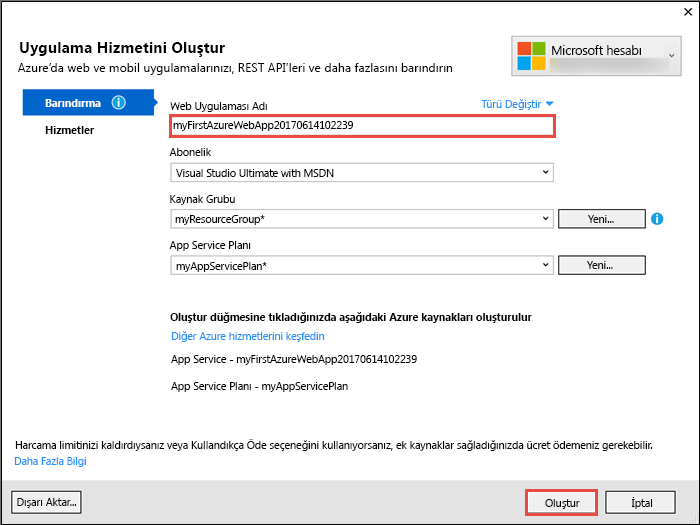 Uygulama Hizmetini Oluştur
Azure'da web ve mobil uygulamalarınızı, REST API'leri ve daha fazlasını barındırın
Microsoft hesabı
Barındırma
Hizmetler
Web Uygulaması Adı
Türü Değiştir
myFirstAzureWebApp20170614102239
Abonelik
Visual Studio Ultimate with MSDN
Kaynak Grubu
myResourceGroup*
Yeni...
App Service Planı
myAppServicePlan*
Yeni...
Oluştur düğmesine tıkladığınızda aşağıdaki Azure kaynakları oluşturulur
Diğer Azure hizmetlerini keşfedin
App Service - myFirstAzureWebApp20170614102239
App Service Planı - myAppServicePlan
Harcama limitinizi kaldırdıysanız veya Kullandıkça Öde seçeneğini kullanıyorsanız, ek kaynaklar sağladığınızda ücret ödemeniz gerekebilir.
Daha Fazla Bilgi
Dışarı Aktar...
Oluştur
İptal